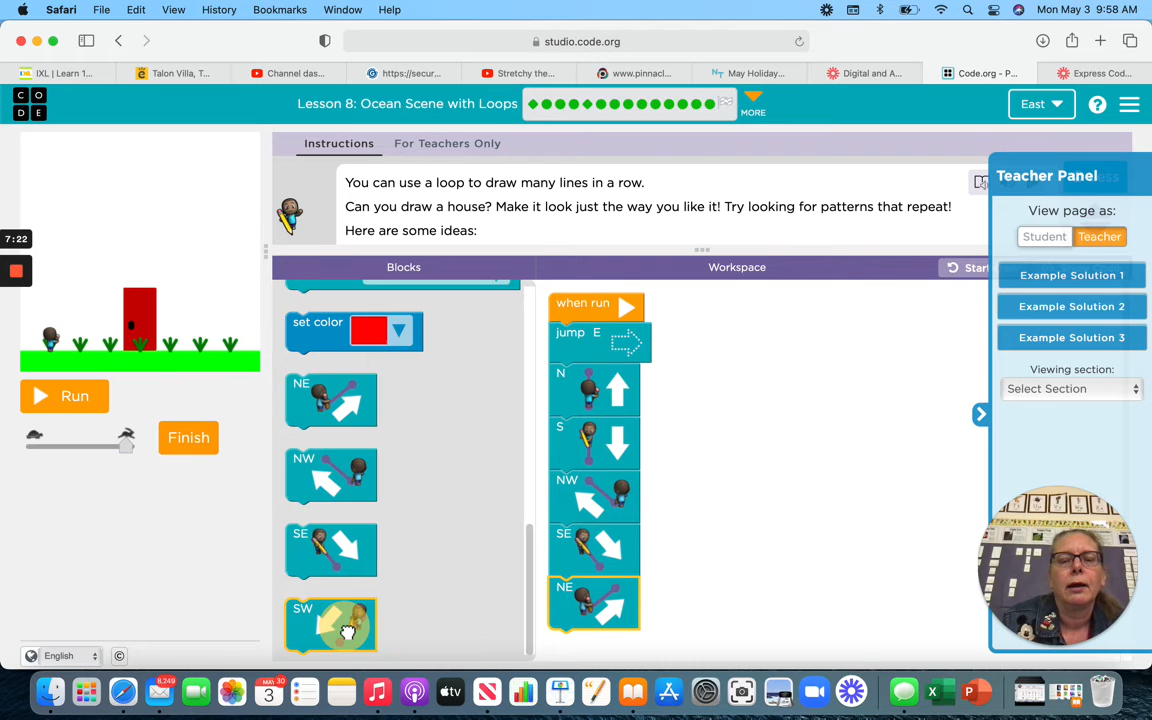 Safari File Edit View History Bookmarks Window Help Mon May 3 9:58 AM
studio.code.org
IXL | Learn 1... Talon Villa, T... Channel das... https://secur... Stretchy the... www.pinnacl... May Holiday... Digital and A... Code.org - P... Express Cod...
C O
D E
Lesson 8: Ocean Scene with Loops
MORE
East
?
Instructions
For Teachers Only
You can use a loop to draw many lines in a row.
Can you draw a house? Make it look just the way you like it! Try looking for patterns that repeat!
Here are some ideas:
7:22
Blocks
Workspace
Start
Teacher Panel
View page as:
Student Teacher
Example Solution 1
Example Solution 2
Example Solution 3
Viewing section:
Select Section
set color
NE
NW
SE
SW
when run
jump E
N
S
NW
SE
NE
Run
Finish
English
©
8,249
MAY
3
30
tv